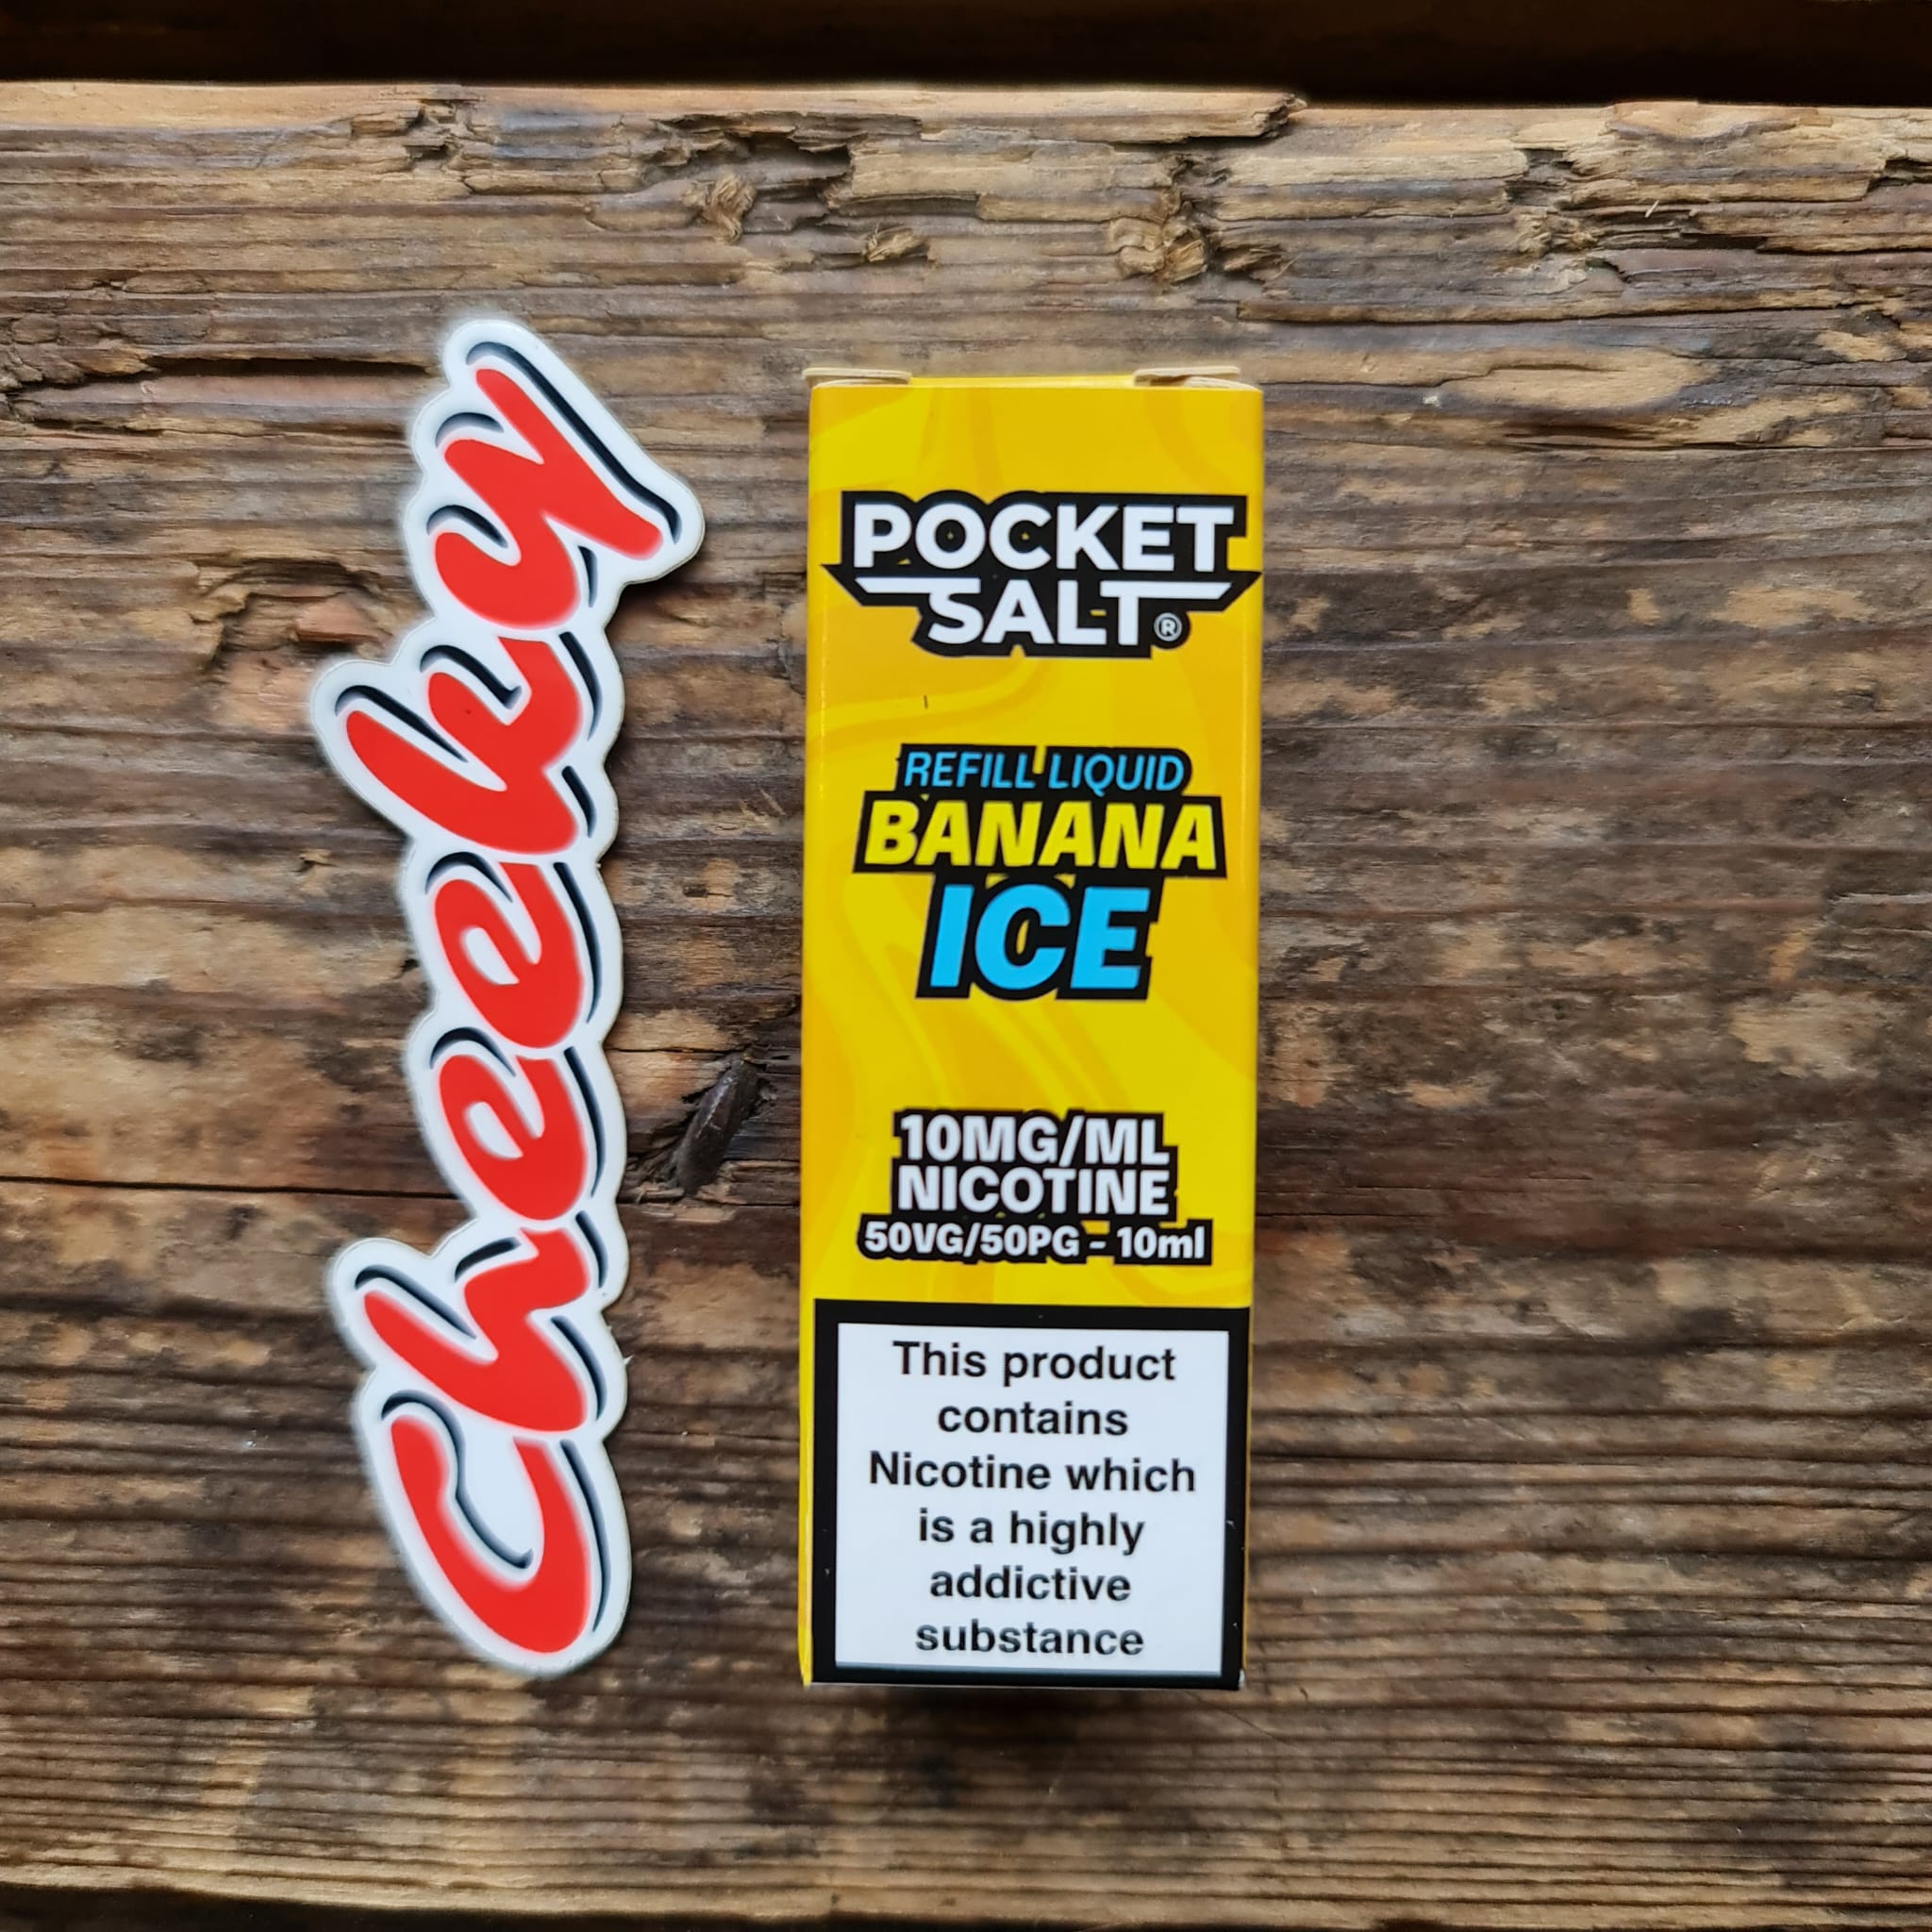 Cheeky
POCKET
SALT®
REFILL LIQUID
BANANA
ICE
10MG/ML
NICOTINE
50VG/50PG - 10ml
This product
contains
Nicotine which
is a highly
addictive
substance